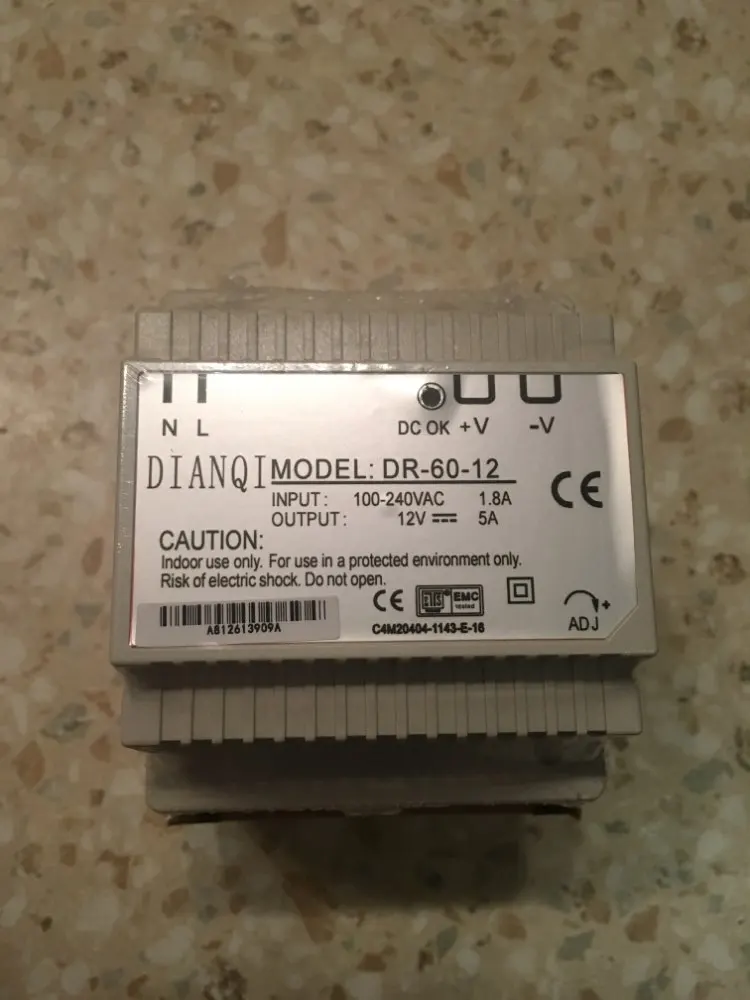 N L DC OK +V -V
DIANQI MODEL: DR-60-12
INPUT: 100-240VAC 1.8A
OUTPUT: 12V 5A
CE
CAUTION:
Indoor use only. For use in a protected environment only.
Risk of electric shock. Do not open.
CE EMC
tested
A812613909A
C4M20404-1143-E-16
+
ADJ